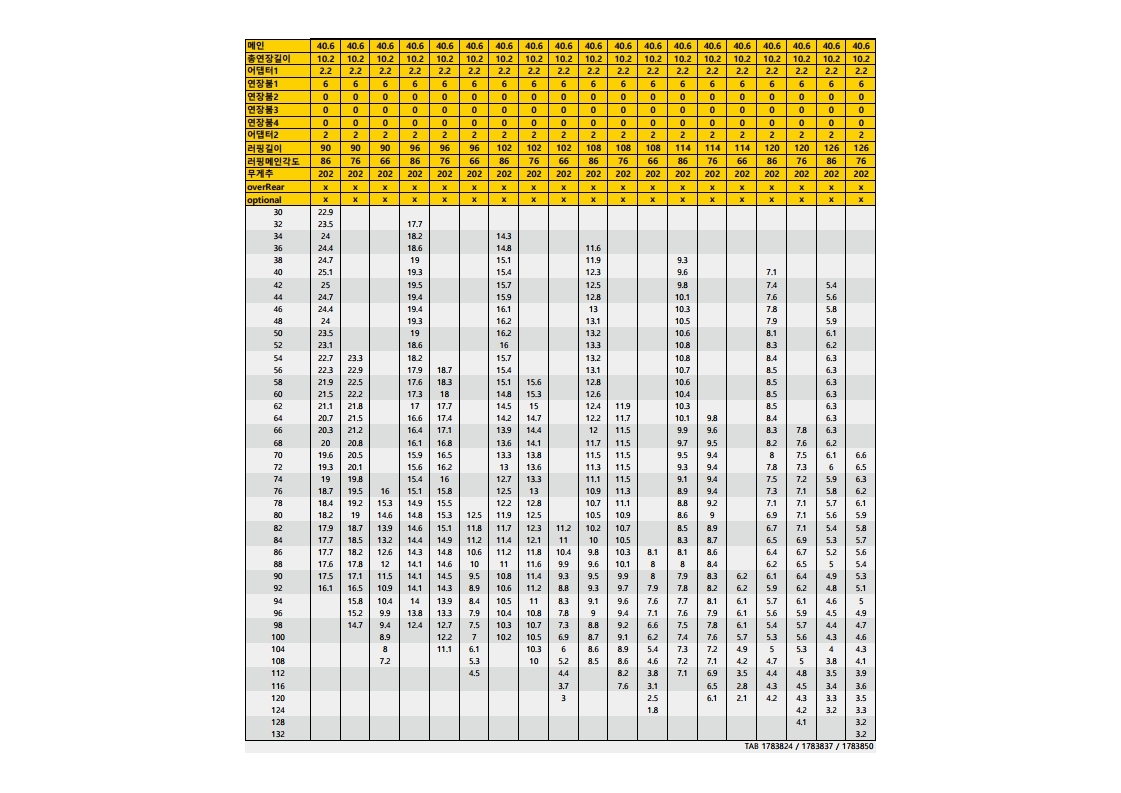 메인 40.6 40.6 40.6 40.6 40.6 40.6 40.6 40.6 40.6 40.6 40.6 40.6 40.6 40.6 40.6 40.6 40.6 40.6 40.6
총연장길이 10.2 10.2 10.2 10.2 10.2 10.2 10.2 10.2 10.2 10.2 10.2 10.2 10.2 10.2 10.2 10.2 10.2 10.2 10.2
어댑터1 2.2 2.2 2.2 2.2 2.2 2.2 2.2 2.2 2.2 2.2 2.2 2.2 2.2 2.2 2.2 2.2 2.2 2.2 2.2
연장붐1 6 6 6 6 6 6 6 6 6 6 6 6 6 6 6 6 6 6 6
연장붐2 0 0 0 0 0 0 0 0 0 0 0 0 0 0 0 0 0 0 0
연장붐3 0 0 0 0 0 0 0 0 0 0 0 0 0 0 0 0 0 0 0
연장붐4 0 0 0 0 0 0 0 0 0 0 0 0 0 0 0 0 0 0 0
어댑터2 2 2 2 2 2 2 2 2 2 2 2 2 2 2 2 2 2 2 2
러핑길이 90 90 90 96 96 96 102 102 102 108 108 108 114 114 114 120 120 126 126
러핑메인각도 86 76 66 86 76 66 86 76 66 86 76 66 86 76 66 86 76 86 76
무게추 202 202 202 202 202 202 202 202 202 202 202 202 202 202 202 202 202 202 202
overRear x x x x x x x x x x x x x x x x x x x
optional x x x x x x x x x x x x x x x x x x x
30 22.9
32 23.5 17.7
34 24 18.2 14.3
36 24.4 18.6 14.8 11.6
38 24.7 19 15.1 11.9 9.3
40 25.1 19.3 15.4 12.3 9.6 7.1
42 25 19.5 15.7 12.5 9.8 7.4 5.4
44 24.7 19.4 15.9 12.8 10.1 7.6 5.6
46 24.4 19.4 16.1 13 10.3 7.8 5.8
48 24 19.3 16.2 13.1 10.5 7.9 5.9
50 23.5 19 16.2 13.2 10.6 8.1 6.1
52 23.1 18.6 16 13.3 10.8 8.3 6.2
54 22.7 23.3 18.2 15.7 13.2 10.8 8.4 6.3
56 22.3 22.9 17.9 18.7 15.4 13.1 10.7 8.5 6.3
58 21.9 22.5 17.6 18.3 15.1 15.6 12.8 10.6 8.5 6.3
60 21.5 22.2 17.3 18 14.8 15.3 12.6 10.4 8.5 6.3
62 21.1 21.8 17 17.7 14.5 15 12.4 11.9 10.3 8.5 6.3
64 20.7 21.5 16.6 17.4 14.2 14.7 12.2 11.7 10.1 9.8 8.4 6.3
66 20.3 21.2 16.4 17.1 13.9 14.4 12 11.5 9.9 9.6 8.3 7.8 6.3
68 20 20.8 16.1 16.8 13.6 14.1 11.7 11.5 9.7 9.5 8.2 7.6 6.2
70 19.6 20.5 15.9 16.5 13.3 13.8 11.5 11.5 9.5 9.4 8 7.5 6.1 6.6
72 19.3 20.1 15.6 16.2 13 13.6 11.3 11.5 9.3 9.4 7.8 7.3 6 6.5
74 19 19.8 15.4 16 12.7 13.3 11.1 11.5 9.1 9.4 7.5 7.2 5.9 6.3
76 18.7 19.5 16 15.1 15.8 12.5 13 10.9 11.3 8.9 9.4 7.3 7.1 5.8 6.2
78 18.4 19.2 15.3 14.9 15.5 12.2 12.8 10.7 11.1 8.8 9.2 7.1 7.1 5.7 6.1
80 18.2 19 14.6 14.8 15.3 12.5 11.9 12.5 10.5 10.9 8.6 9 6.9 7.1 5.5 5.9
82 17.9 18.7 13.9 14.6 15.1 11.8 11.7 12.3 11.2 10.2 10.7 8.5 8.9 6.7 7.1 5.4 5.8
84 17.7 18.5 13.2 14.4 14.9 11.2 11.4 12.1 11 10 10.5 8.3 8.7 6.5 6.9 5.3 5.7
86 17.7 18.2 12.6 14.3 14.8 10.6 11.2 11.8 10.4 9.8 10.3 8.1 8.1 8.6 6.4 6.7 5.2 5.6
88 17.6 17.8 12 14.1 14.6 10 11 11.6 9.9 9.6 10.1 8 8 8.4 6.2 6.5 5 5.4
90 17.5 17.1 11.5 14.1 14.5 9.5 10.8 11.4 9.3 9.5 9.9 8 7.9 8.3 6.2 6.1 6.4 4.9 5.3
92 16.1 16.5 10.9 14.1 14.3 8.9 10.6 11.2 8.8 9.3 9.7 7.9 7.8 8.2 6.2 5.9 6.2 4.8 5.1
94 15.8 10.4 14 13.9 8.4 10.5 11 8.3 9.1 9.6 7.6 7.7 8.1 6.1 5.7 6.1 4.6 5
96 15.2 9.9 13.8 13.3 7.9 10.4 10.8 7.8 9 9.4 7.1 7.6 7.9 6.1 5.6 5.9 4.5 4.9
98 14.7 9.4 12.4 12.7 7.5 10.3 10.7 7.3 8.8 9.2 6.6 7.5 7.8 6.1 5.4 5.7 4.4 4.7
100 8.9 12.2 7 10.2 10.5 6.9 8.7 9.1 6.2 7.4 7.6 5.7 5.3 5.6 4.3 4.6
104 8 11.1 6.1 10.3 6 8.6 8.9 5.4 7.3 7.2 4.9 5 5.3 4 4.3
108 7.2 5.3 10 5.2 8.5 8.6 4.6 7.2 7.1 4.2 4.7 5 3.8 4.1
112 4.5 4.4 8.2 3.8 7.1 6.9 3.5 4.4 4.8 3.5 3.9
116 3.7 7.6 3.1 6.5 2.8 4.3 4.5 3.4 3.6
120 3 2.5 6.1 2.1 4.2 4.3 3.3 3.5
124 1.8 4.2 3.2 3.3
128 4.1 3.2
132 3.2
TAB 1783824 / 1783837 / 1783850